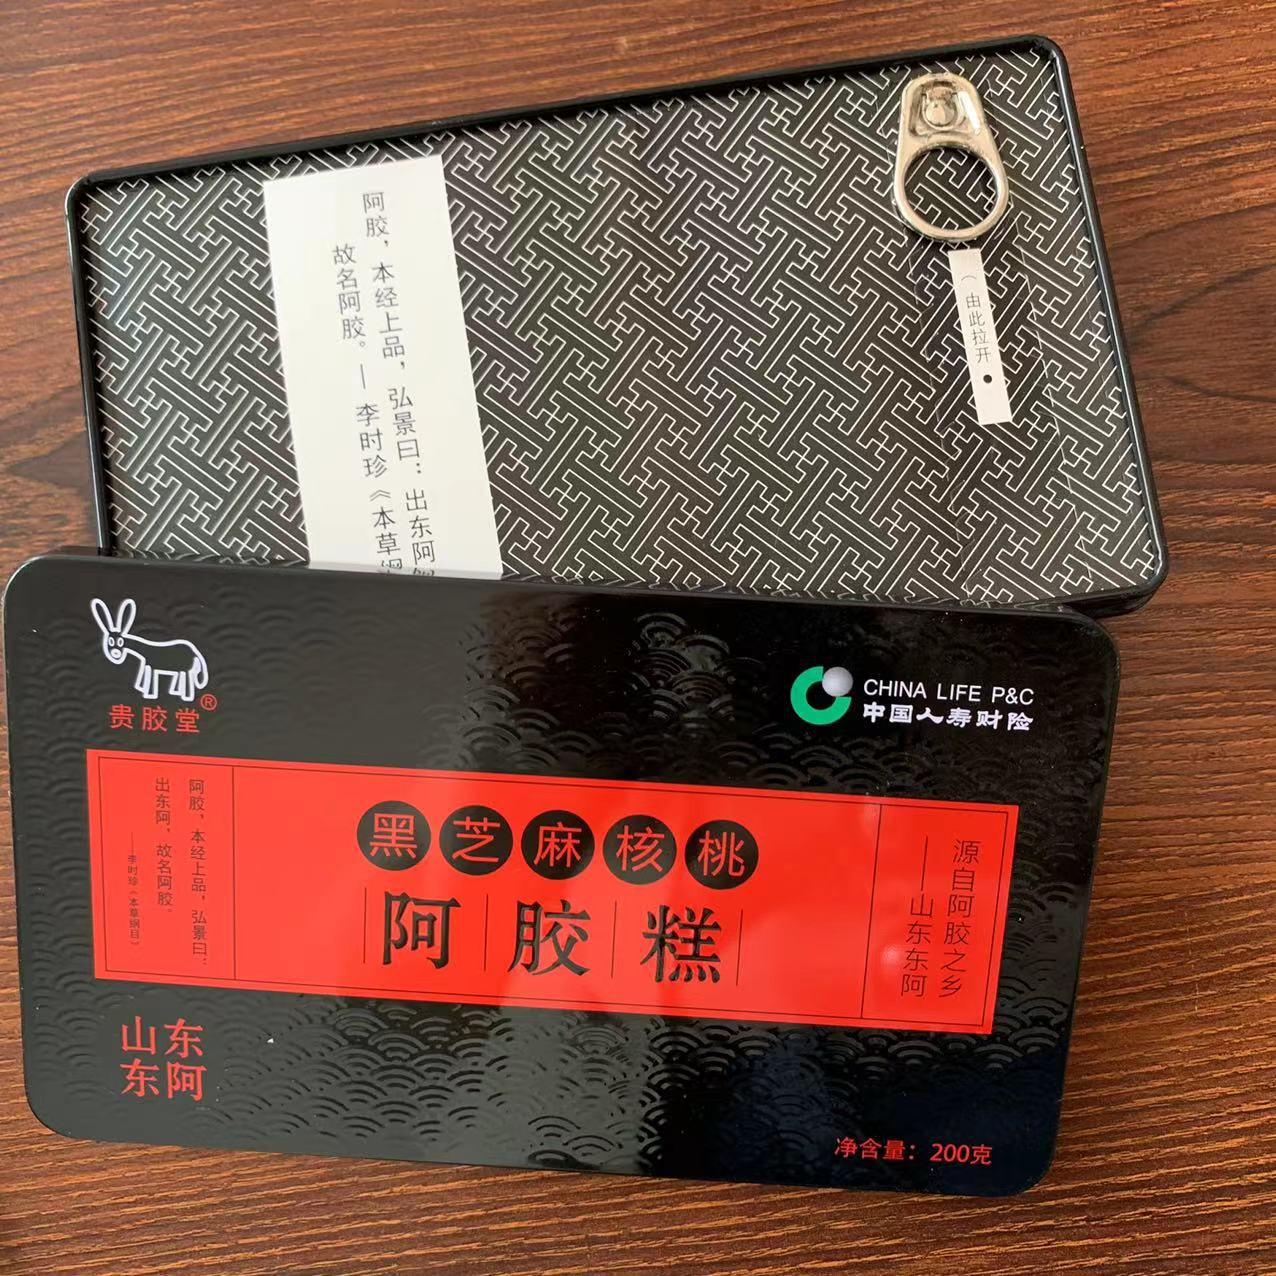 阿胶，本经上品，弘景曰：出东阿
故名阿胶。—李时珍《本草纲
（由此拉开
贵胶堂®
CHINA LIFE P&C
中国人寿财险
阿胶，本经上品，弘景曰：
出东阿，故名阿胶。
——李时珍《本草纲目》
黑芝麻核桃
阿胶糕
源自阿胶之乡
——山东东阿
山东
东阿
净含量：200克